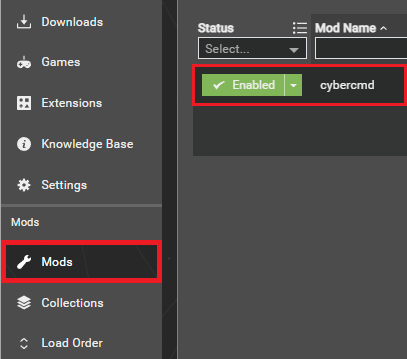 Downloads
Games
Extensions
Knowledge Base
Settings
Mods
Mods
Collections
Load Order
Status
Mod Name
Select...
Enabled
cybercmd